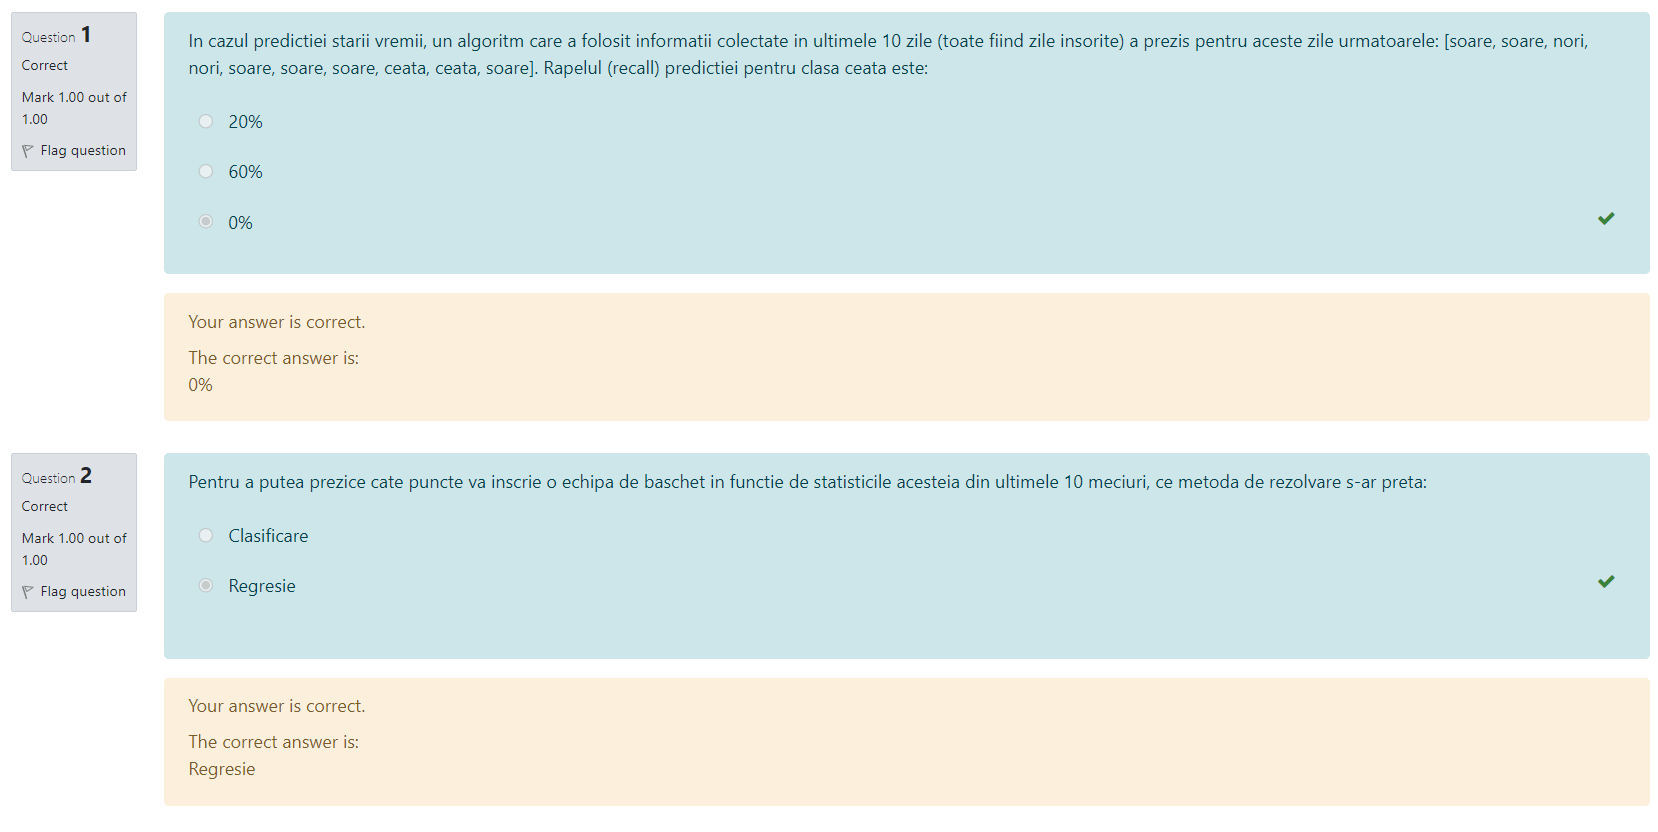 Question 1
Correct
Mark 1.00 out of
1.00
Flag question
In cazul predictiei starii vremii, un algoritm care a folosit informatii colectate in ultimele 10 zile (toate fiind zile insorite) a prezis pentru aceste zile urmatoarele: [soare, soare, nori,
nori, soare, soare, soare, ceata, ceata, soare]. Rapelul (recall) predictiei pentru clasa ceata este:
20%
60%
0%
Your answer is correct.
The correct answer is:
0%
Question 2
Correct
Mark 1.00 out of
1.00
Flag question
Pentru a putea prezice cate puncte va inscrie o echipa de baschet in functie de statisticile acesteia din ultimele 10 meciuri, ce metoda de rezolvare s-ar preta:
Clasificare
Regresie
Your answer is correct.
The correct answer is:
Regresie